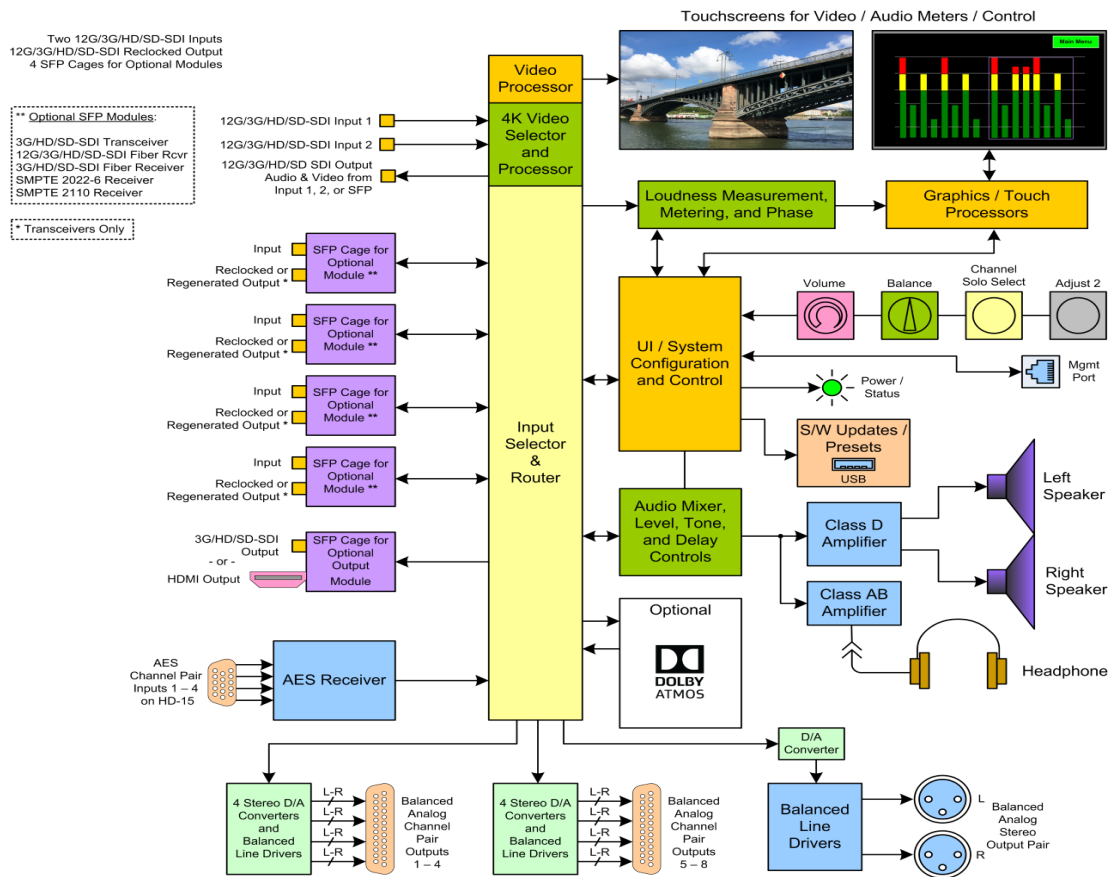 Touchscreens for Video / Audio Meters / Control
Two 12G/3G/HD/SD-SDI Inputs
12G/3G/HD/SD-SDI Reclocked Output
4 SFP Cages for Optional Modules
** Optional SFP Modules:
3G/HD/SD-SDI Transceiver
12G/3G/HD/SD-SDI Fiber Rcvr
3G/HD/SD-SDI Fiber Receiver
SMPTE 2022-6 Receiver
SMPTE 2110 Receiver
* Transceivers Only
Video
Processor
4K Video
Selector
and
Processor
12G/3G/HD/SD-SDI Input 1
12G/3G/HD/SD-SDI Input 2
12G/3G/HD/SD SDI Output
Audio & Video from
Input 1, 2, or SFP
Main Menu
Loudness Measurement,
Metering, and Phase
Graphics / Touch
Processors
Input
Reclocked or
Regenerated Output *
SFP Cage for
Optional
Module **
Input
Reclocked or
Regenerated Output *
SFP Cage for
Optional
Module **
Input
Reclocked or
Regenerated Output *
SFP Cage for
Optional
Module **
Input
Reclocked or
Regenerated Output *
SFP Cage for
Optional
Module **
3G/HD/SD-SDI
Output
- or -
HDMI Output
SFP Cage for
Optional
Output
Module
Input
Selector
&
Router
UI / System
Configuration
and Control
Volume
Balance
Channel
Solo Select
Adjust 2
Mgmt
Port
Power /
Status
S/W Updates /
Presets
USB
Audio Mixer,
Level, Tone,
and Delay
Controls
Class D
Amplifier
Class AB
Amplifier
Left
Speaker
Right
Speaker
Headphone
Optional
DOLBY
ATMOS
AES
Channel Pair
Inputs 1 – 4
on HD-15
AES Receiver
D/A
Converter
4 Stereo D/A
Converters
and
Balanced
Line Drivers
L-R
L-R
L-R
L-R
Balanced
Analog
Channel
Pair
Outputs
1 – 4
4 Stereo D/A
Converters
and
Balanced
Line Drivers
L-R
L-R
L-R
L-R
Balanced
Analog
Channel
Pair
Outputs
5 – 8
Balanced
Line
Drivers
L
R
Balanced
Analog
Stereo
Output Pair